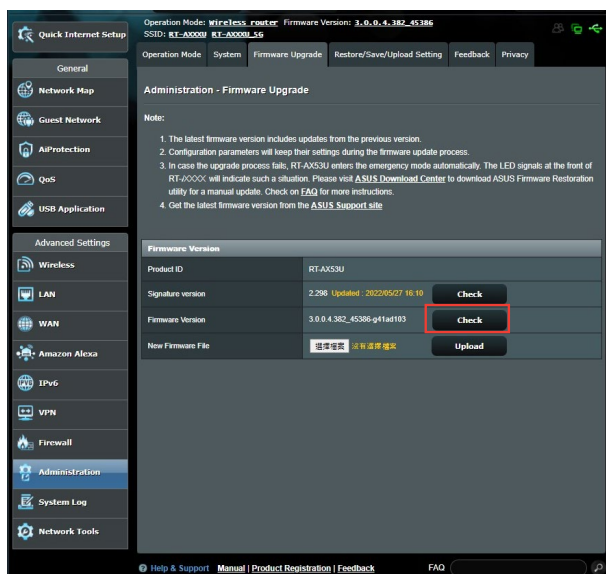 Quick Internet Setup
General
Network Map
Guest Network
AiProtection
QoS
USB Application
Advanced Settings
Wireless
LAN
WAN
Amazon Alexa
IPv6
VPN
Firewall
Administration
System Log
Network Tools
Operation Mode: Wireless router Firmware Version: 3.0.0.4.382_45386
SSID: RT-AXXXU RT-AXXXU_5G
Operation Mode System Firmware Upgrade Restore/Save/Upload Setting Feedback Privacy
Administration - Firmware Upgrade
Note:
1. The latest firmware version includes updates from the previous version.
2. Configuration parameters will keep their settings during the firmware update process.
3. In case the upgrade process fails, RT-AX53U enters the emergency mode automatically. The LED signals at the front of
RT-AXXXX will indicate such a situation. Please visit ASUS Download Center to download ASUS Firmware Restoration
utility for a manual update. Check on FAQ for more instructions.
4. Get the latest firmware version from the ASUS Support site
Firmware Version
Product ID RT-AX53U
Signature version 2.298 Updated : 2022/05/27 16:10 Check
Firmware Version 3.0.0.4.382_45386-g41ad103 Check
New Firmware File 選擇檔案 沒有選擇檔案 Upload
Help & Support Manual | Product Registration | Feedback FAQ